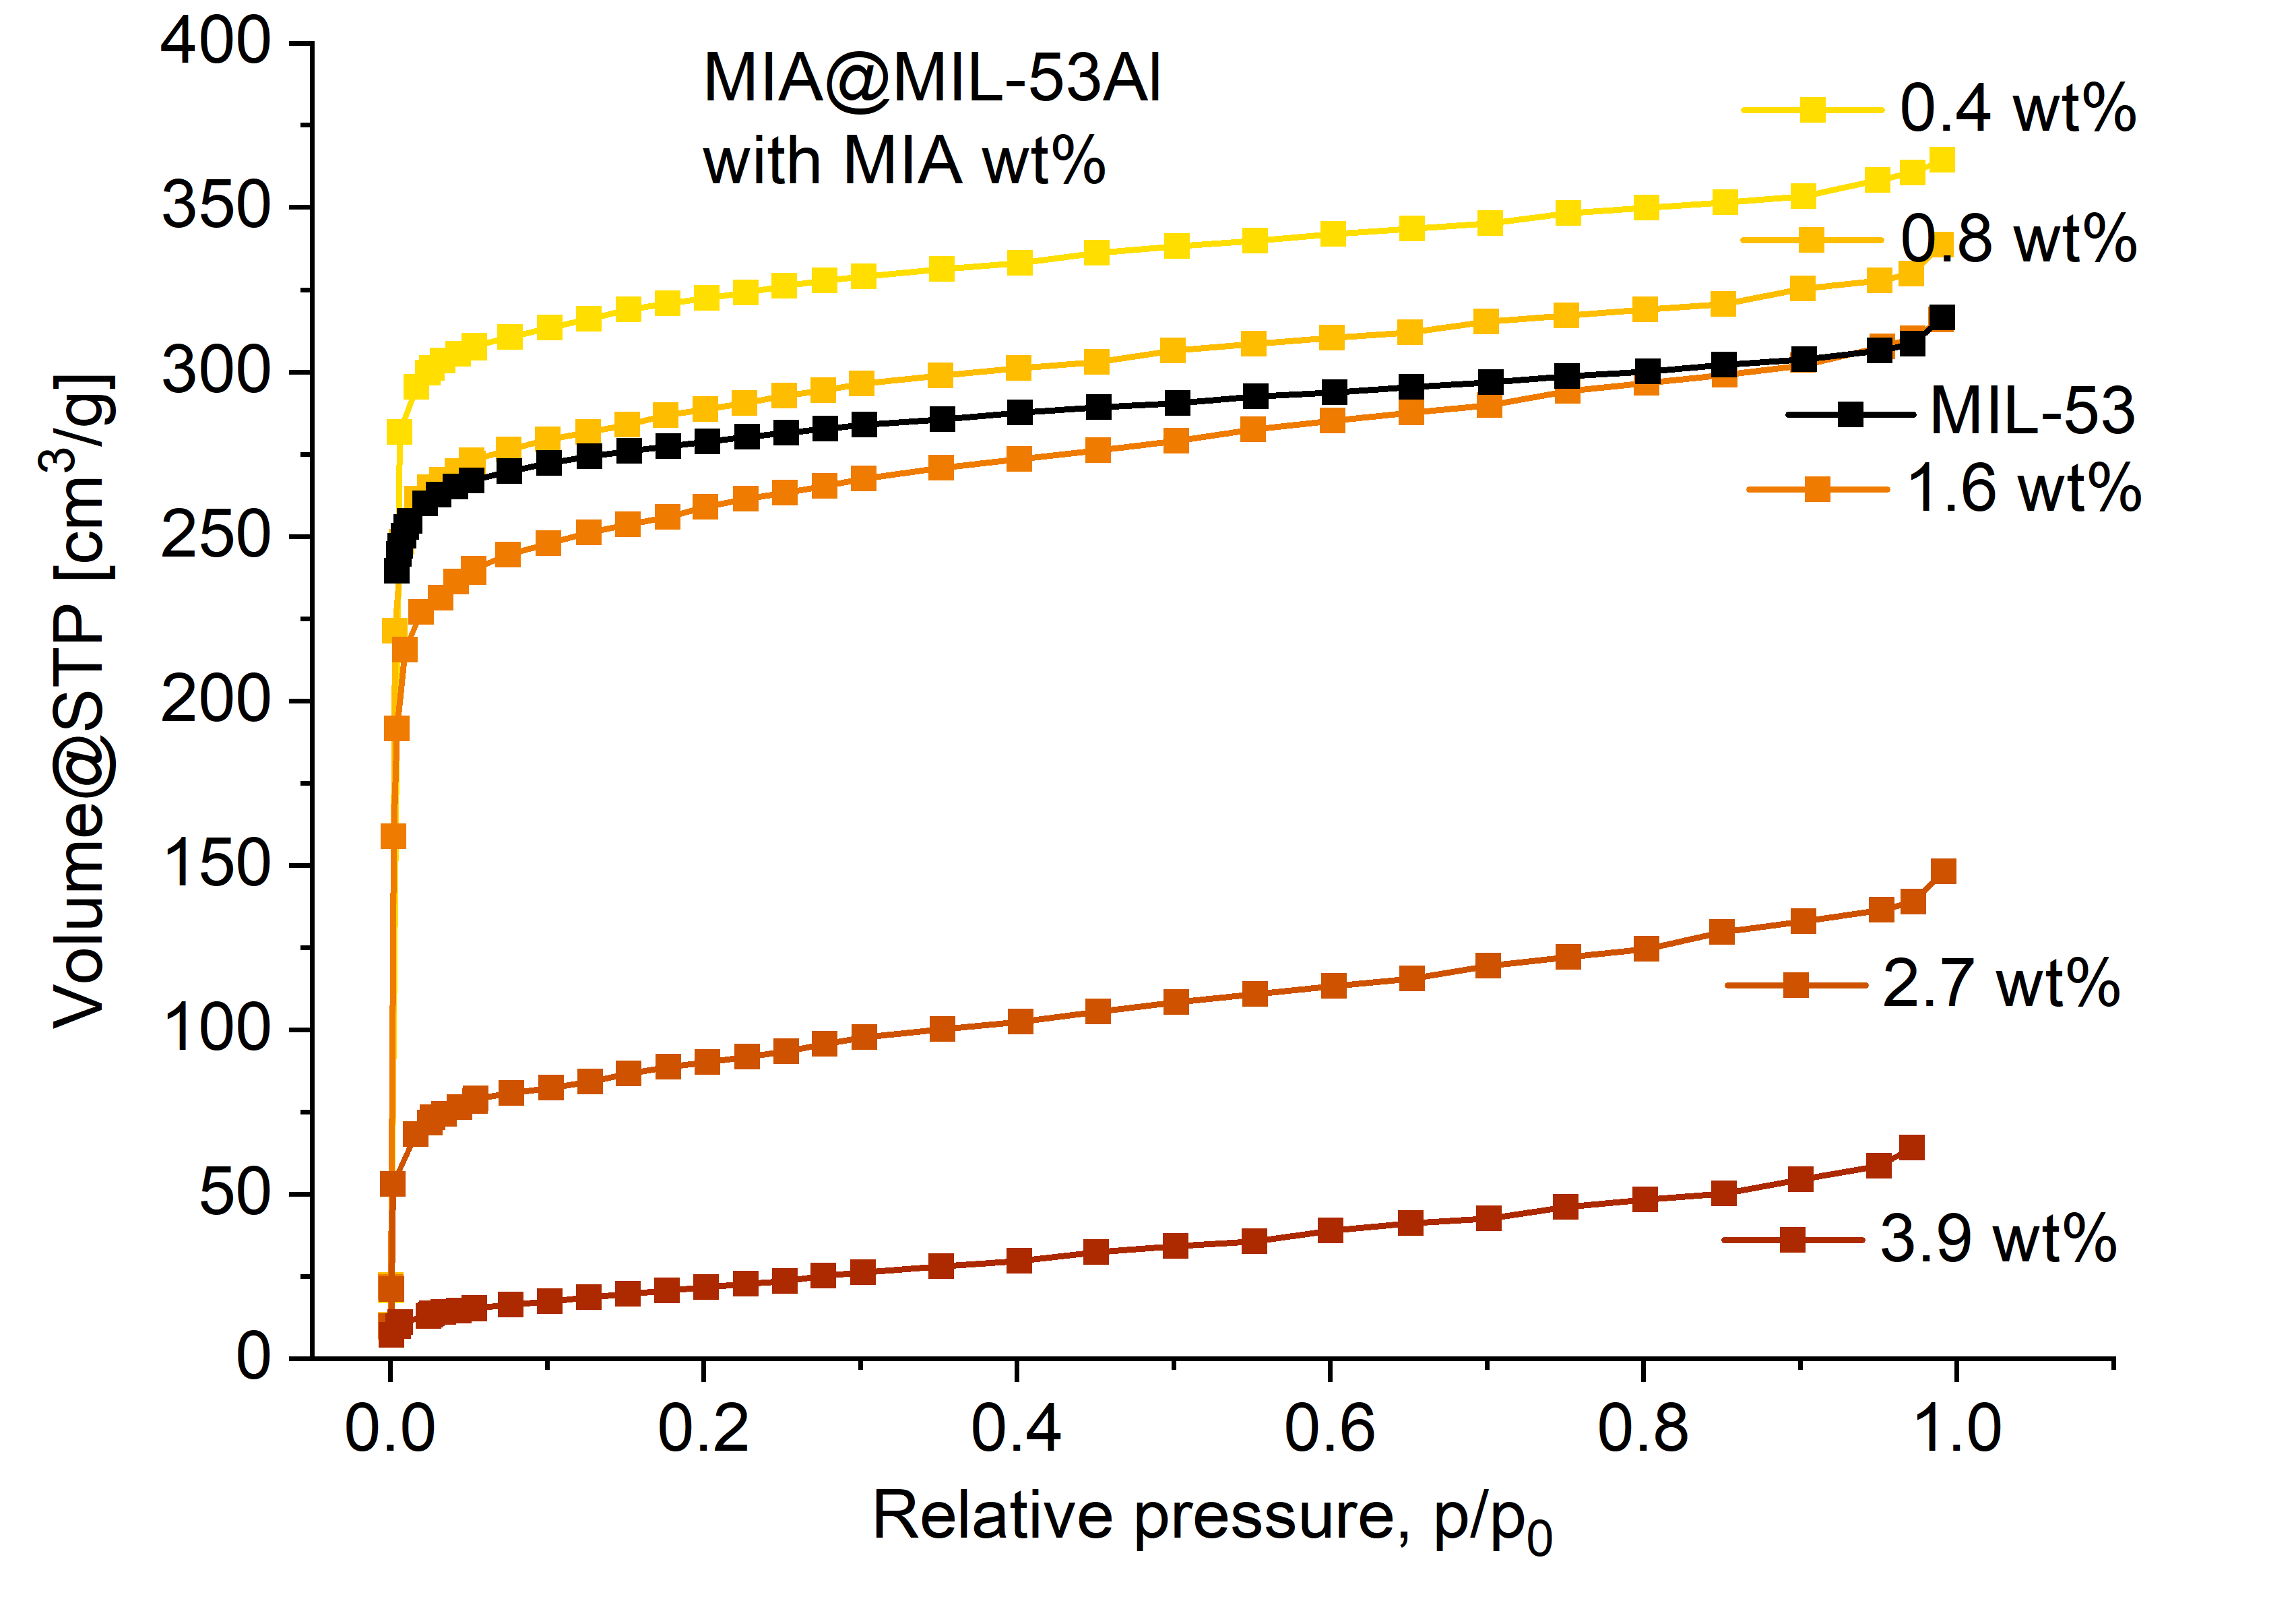 MIA@MIL-53Al
with MIA wt%
0.4 wt%
0.8 wt%
MIL-53
1.6 wt%
2.7 wt%
3.9 wt%
Volume@STP [cm³/g]
400
350
300
250
200
150
100
50
0
0.0 0.2 0.4 0.6 0.8 1.0
Relative pressure, p/p₀